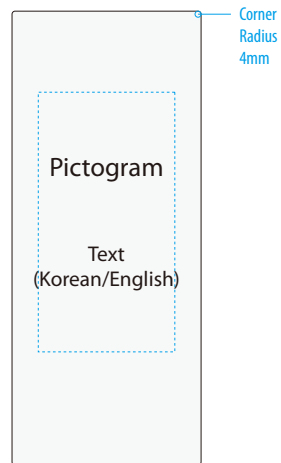 Corner
Radius
4mm
Pictogram
Text
(Korean/English)